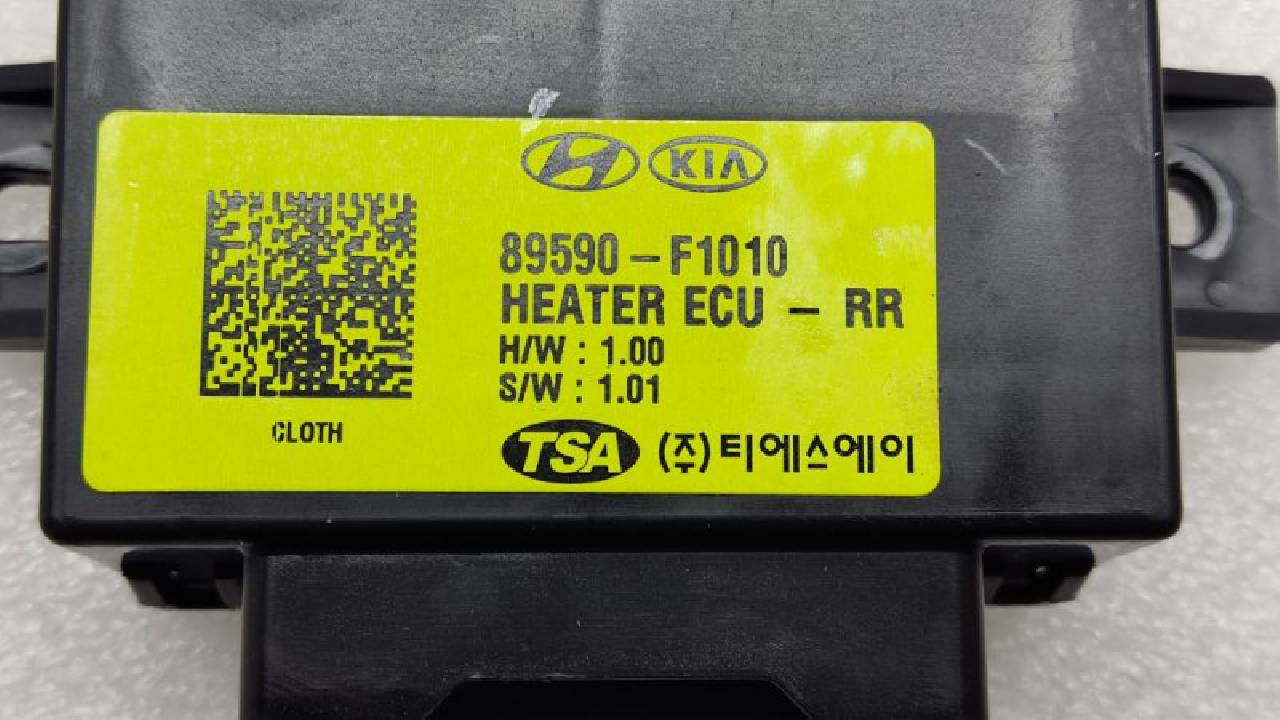 KIA
89590 - F1010
HEATER ECU - RR
H/W : 1.00
S/W : 1.01
CLOTH
TSA (주)티에스에이